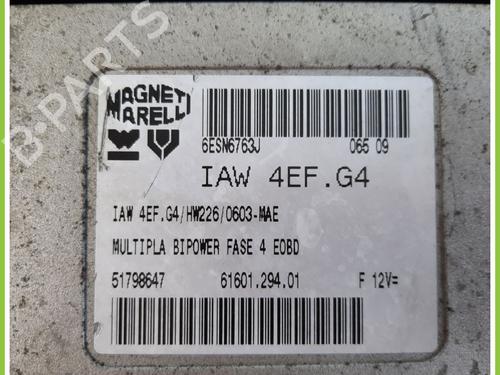 B-PARTS
MAGNETI
MARELLI
6ESN6763J 065 09
IAW 4EF.G4
IAW 4EF.G4/HW226/0603-MAE
MULTIPLA BIPOWER FASE 4 EOBD
51798647 61601.294.01 F 12V=